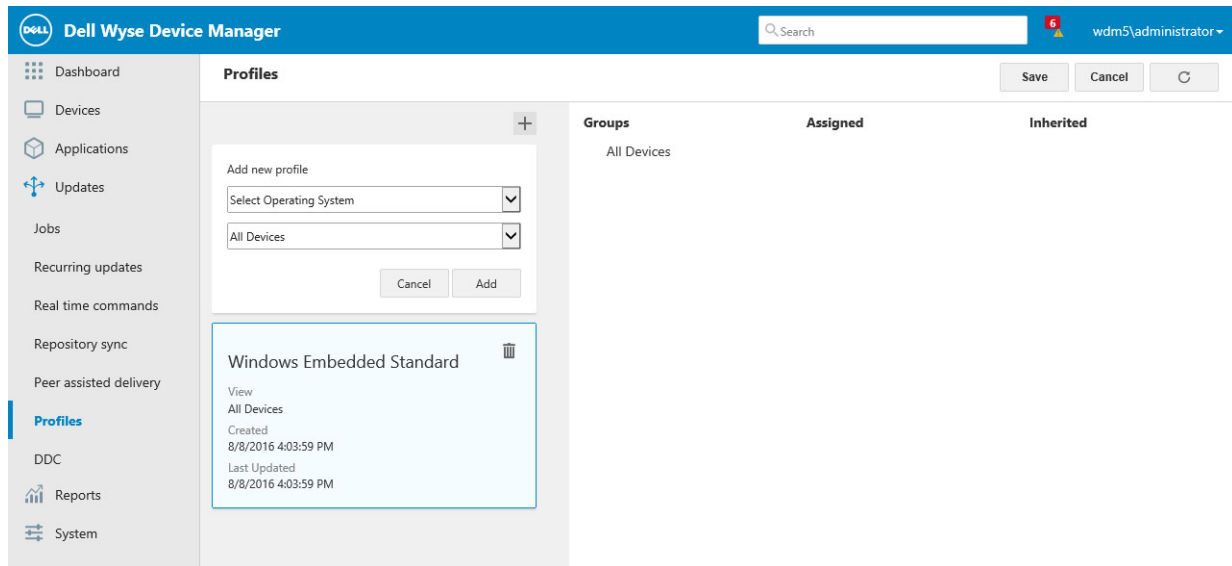 DELL Dell Wyse Device Manager
Search
6
wdm5\administrator
Dashboard
Devices
Applications
Updates
Jobs
Recurring updates
Real time commands
Repository sync
Peer assisted delivery
Profiles
DDC
Reports
System
Profiles
Save Cancel
Add new profile
Select Operating System
All Devices
Cancel Add
Windows Embedded Standard
View
All Devices
Created
8/8/2016 4:03:59 PM
Last Updated
8/8/2016 4:03:59 PM
Groups Assigned Inherited
All Devices